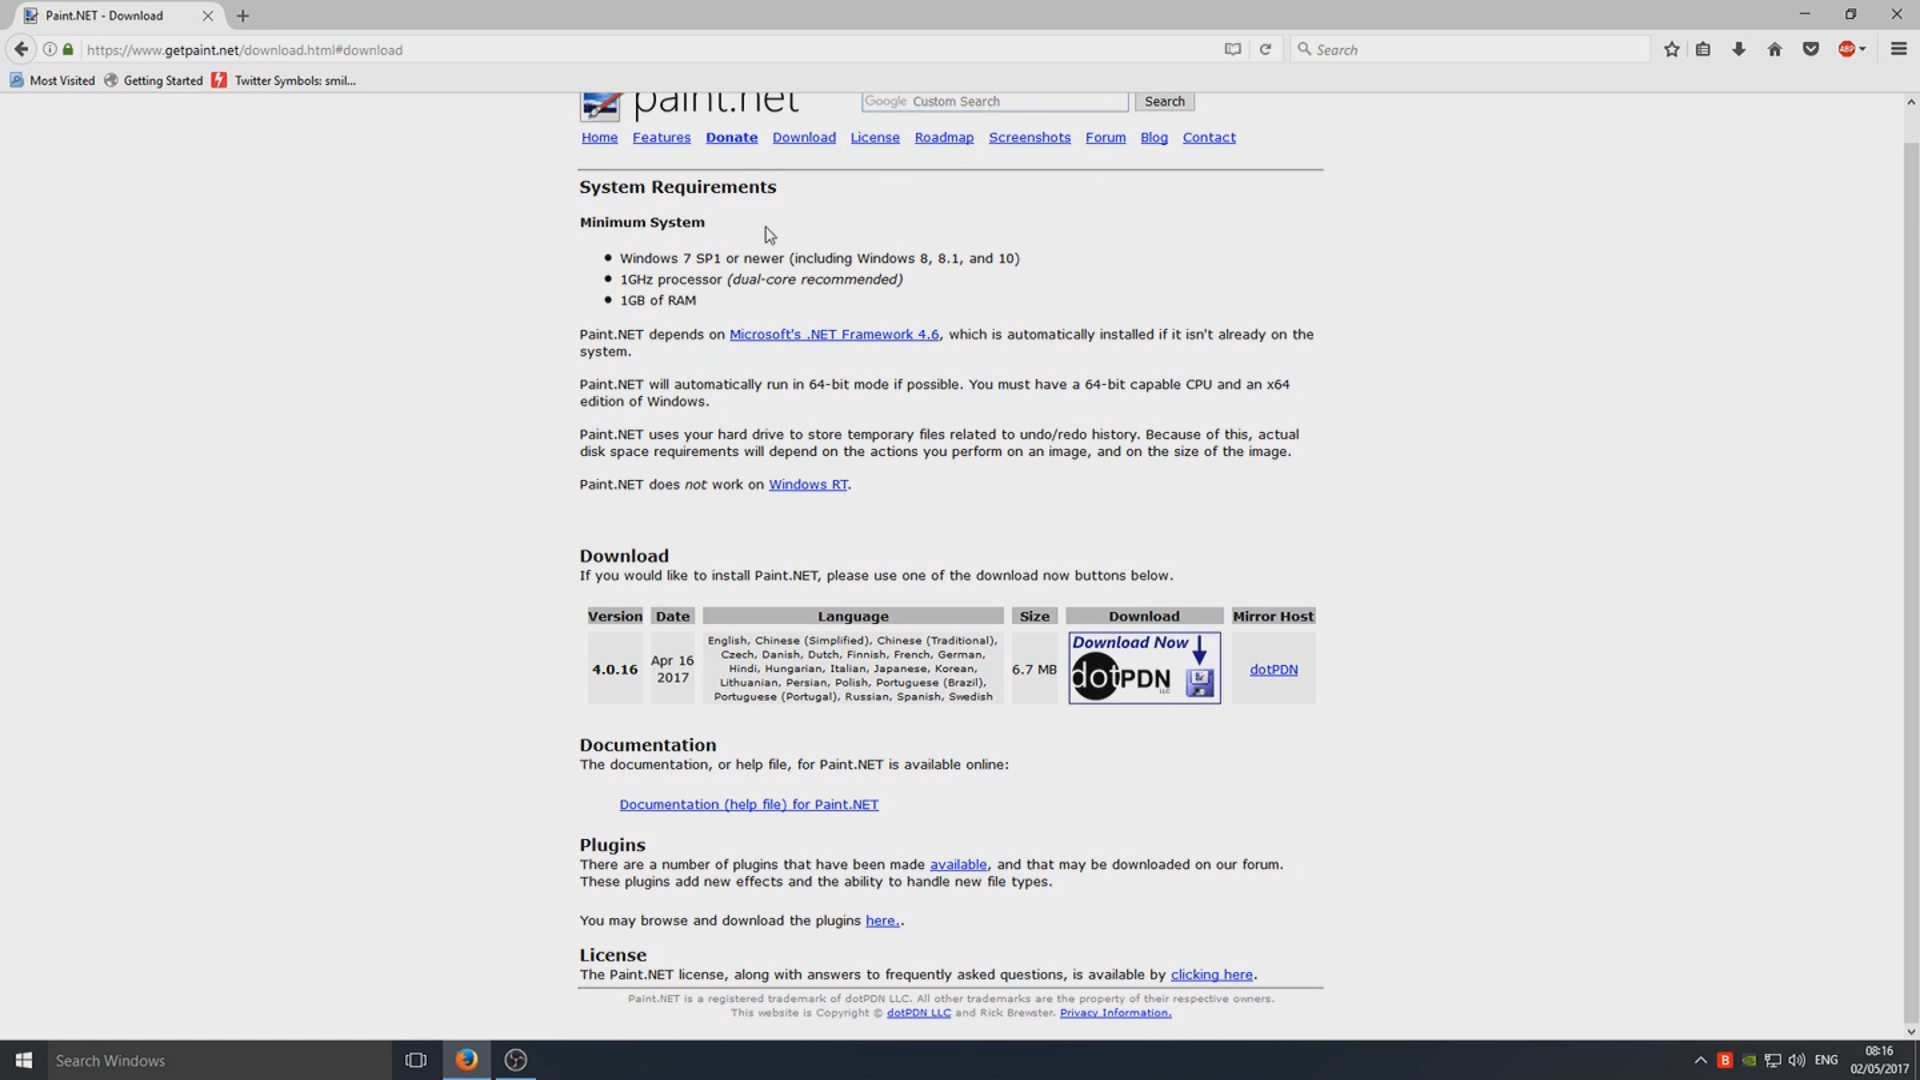 Paint.NET - Download
https://www.getpaint.net/download.html#download
Search
ABP
Most Visited
Getting Started
Twitter Symbols: smil...
paint.net
Google Custom Search
Search
Home
Features
Donate
Download
License
Roadmap
Screenshots
Forum
Blog
Contact
System Requirements
Minimum System
Windows 7 SP1 or newer (including Windows 8, 8.1, and 10)
1GHz processor (dual-core recommended)
1GB of RAM
Paint.NET depends on Microsoft's .NET Framework 4.6, which is automatically installed if it isn't already on the
system.
Paint.NET will automatically run in 64-bit mode if possible. You must have a 64-bit capable CPU and an x64
edition of Windows.
Paint.NET uses your hard drive to store temporary files related to undo/redo history. Because of this, actual
disk space requirements will depend on the actions you perform on an image, and on the size of the image.
Paint.NET does not work on Windows RT.
Download
If you would like to install Paint.NET, please use one of the download now buttons below.
Version Date Language Size Download Mirror Host
4.0.16
Apr 16
2017
English, Chinese (Simplified), Chinese (Traditional),
Czech, Danish, Dutch, Finnish, French, German,
Hindi, Hungarian, Italian, Japanese, Korean,
Lithuanian, Persian, Polish, Portuguese (Brazil),
Portuguese (Portugal), Russian, Spanish, Swedish
6.7 MB
Download Now
dotPDN LLC
dotPDN
Documentation
The documentation, or help file, for Paint.NET is available online:
Documentation (help file) for Paint.NET
Plugins
There are a number of plugins that have been made available, and that may be downloaded on our forum.
These plugins add new effects and the ability to handle new file types.
You may browse and download the plugins here..
License
The Paint.NET license, along with answers to frequently asked questions, is available by clicking here.
Paint.NET is a registered trademark of dotPDN LLC. All other trademarks are the property of their respective owners.
This website is Copyright © dotPDN LLC and Rick Brewster. Privacy Information.
Search Windows
B
ENG
08:16
02/05/2017